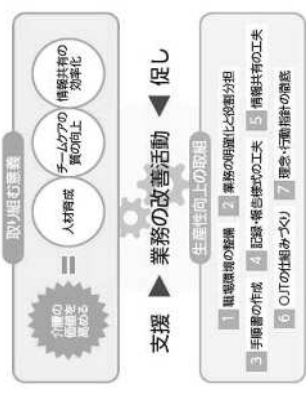 取り組む意義
介護の
価値を
高める
＝
人材育成
チームケアの
質の向上
情報共有の
効率化
支援 ▶ 業務の改善活動 ◀ 促し
生産性向上の取組
1 職場環境の整備 2 業務の明確化と役割分担
3 手順書の作成 4 記録・報告様式の工夫 5 情報共有の工夫
6 OJTの仕組みづくり 7 理念・行動指針の徹底